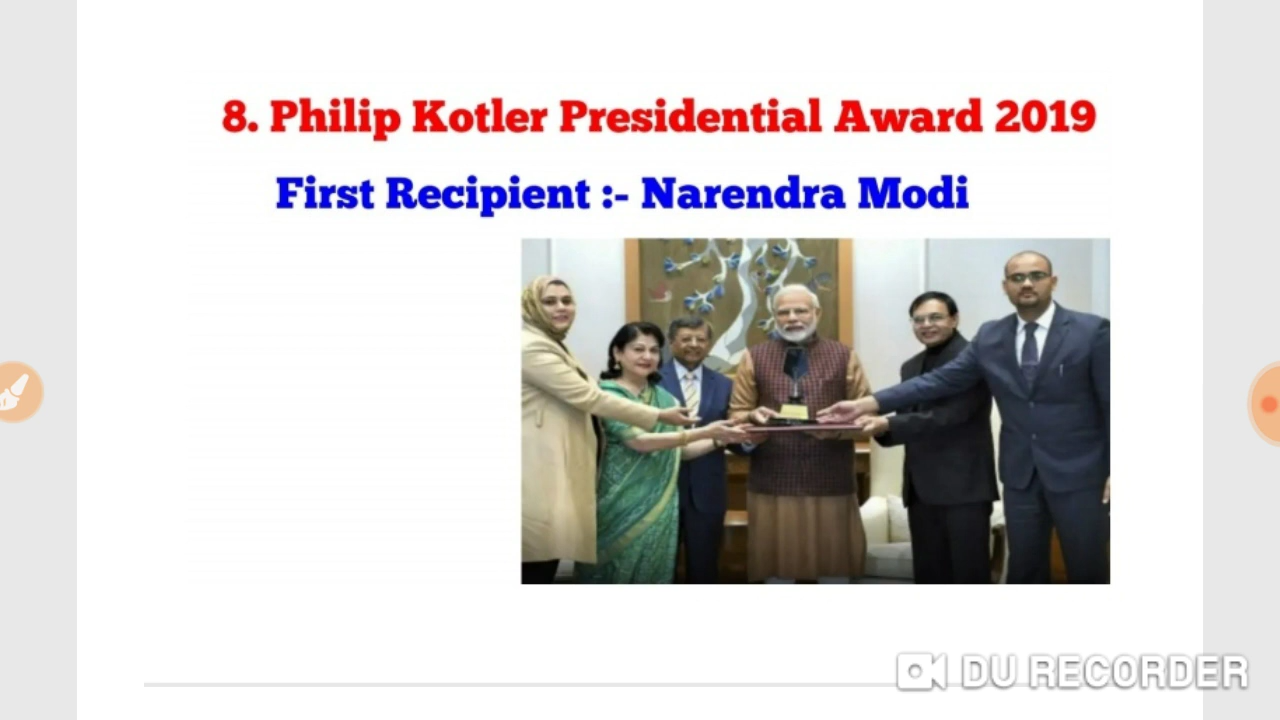 8. Philip Kotler Presidential Award 2019
First Recipient :- Narendra Modi
DU RECORDER